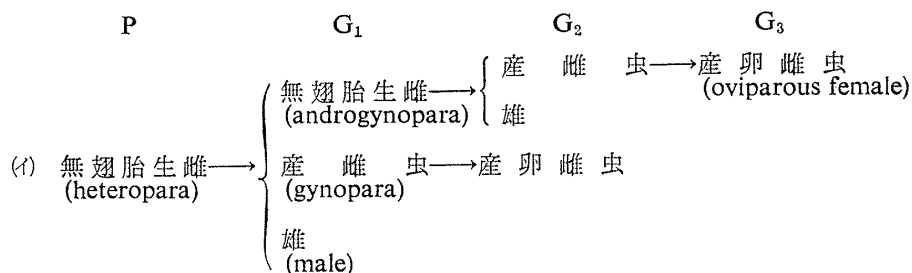 P G₁ G₂ G₃
産雌虫→産卵雌虫
(oviparous female)
無翅胎生雌→
(androgynopara)
雄
(イ) 無翅胎生雌→
(heteropara)
産雌虫→産卵雌虫
(gynopara)
雄
(male)